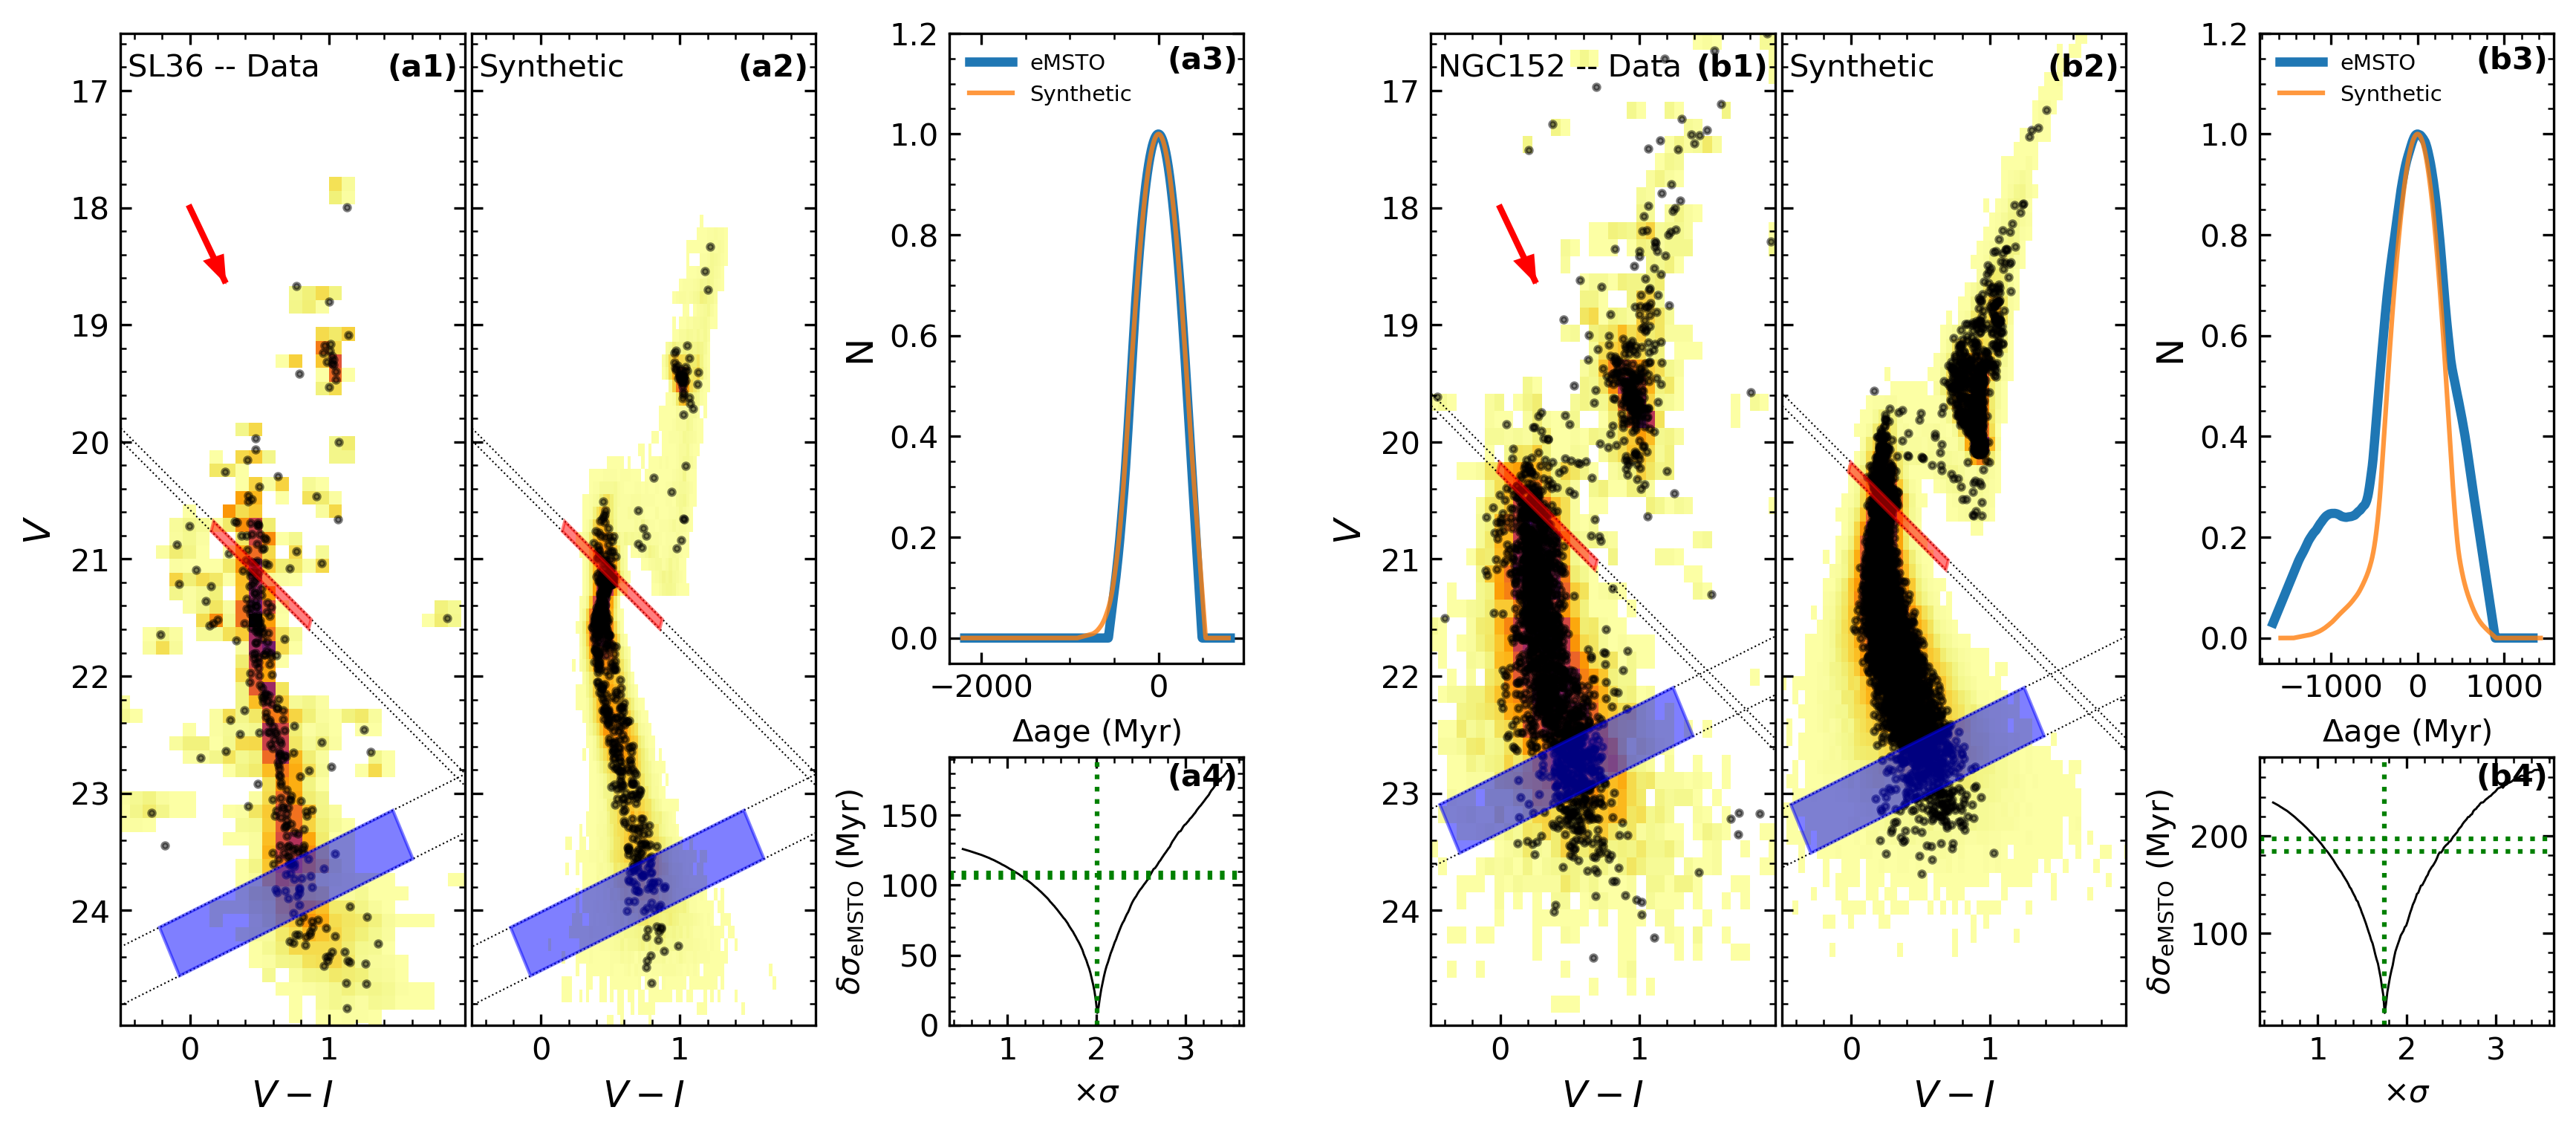 SL36 -- Data
(a1)
17
18
19
20
21
22
23
24
V
0
1
V − I
Synthetic
(a2)
0
1
V − I
(a3)
eMSTO
Synthetic
1.2
1.0
0.8
0.6
0.4
0.2
0.0
N
−2000
0
Δage (Myr)
(a4)
150
100
50
0
δσeMSTO (Myr)
1
2
3
×σ
NGC152 -- Data
(b1)
17
18
19
20
21
22
23
24
V
0
1
V − I
Synthetic
(b2)
0
1
V − I
(b3)
eMSTO
Synthetic
1.2
1.0
0.8
0.6
0.4
0.2
0.0
N
−1000
0
1000
Δage (Myr)
(b4)
200
100
δσeMSTO (Myr)
1
2
3
×σ